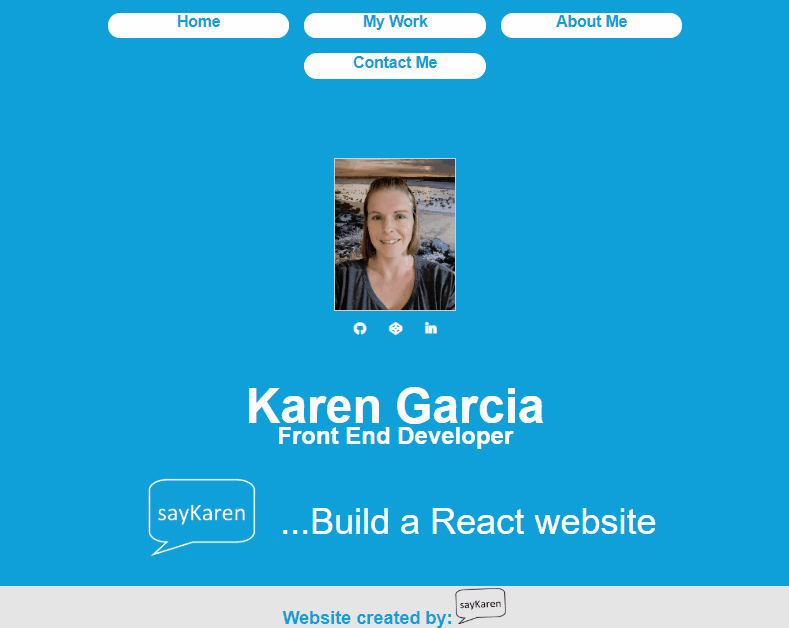 Home My Work About Me
Contact Me
Karen Garcia
Front End Developer
sayKaren ...Build a React website
Website created by: sayKaren